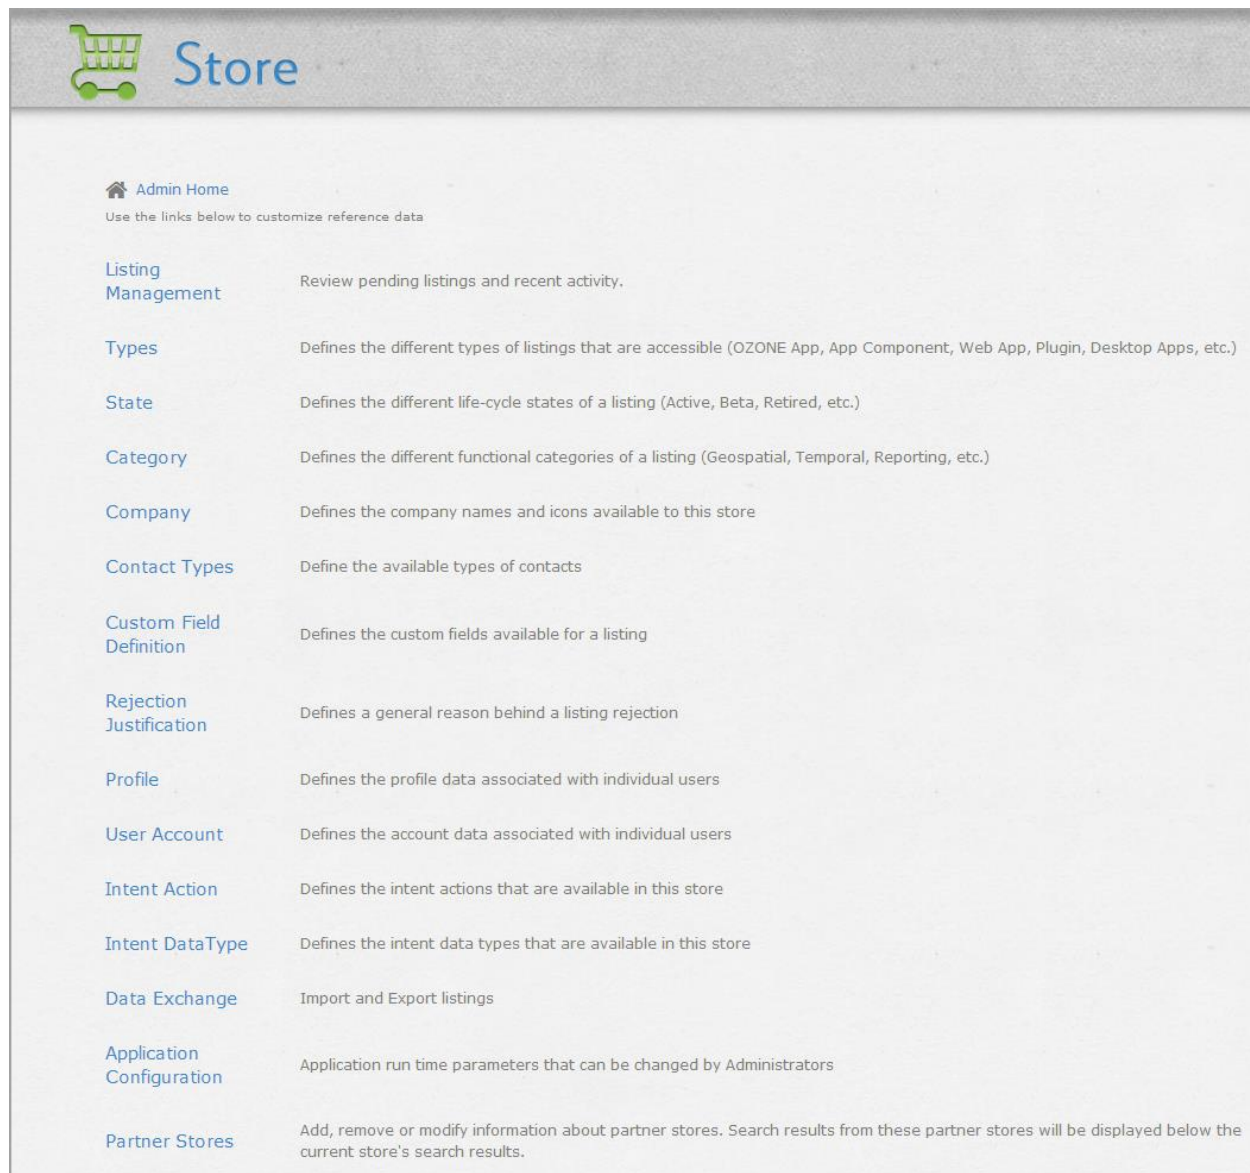 Store
Admin Home
Use the links below to customize reference data
Listing
Management
Review pending listings and recent activity.
Types
Defines the different types of listings that are accessible (OZONE App, App Component, Web App, Plugin, Desktop Apps, etc.)
State
Defines the different life-cycle states of a listing (Active, Beta, Retired, etc.)
Category
Defines the different functional categories of a listing (Geospatial, Temporal, Reporting, etc.)
Company
Defines the company names and icons available to this store
Contact Types
Define the available types of contacts
Custom Field
Definition
Defines the custom fields available for a listing
Rejection
Justification
Defines a general reason behind a listing rejection
Profile
Defines the profile data associated with individual users
User Account
Defines the account data associated with individual users
Intent Action
Defines the intent actions that are available in this store
Intent DataType
Defines the intent data types that are available in this store
Data Exchange
Import and Export listings
Application
Configuration
Application run time parameters that can be changed by Administrators
Partner Stores
Add, remove or modify information about partner stores. Search results from these partner stores will be displayed below the
current store's search results.